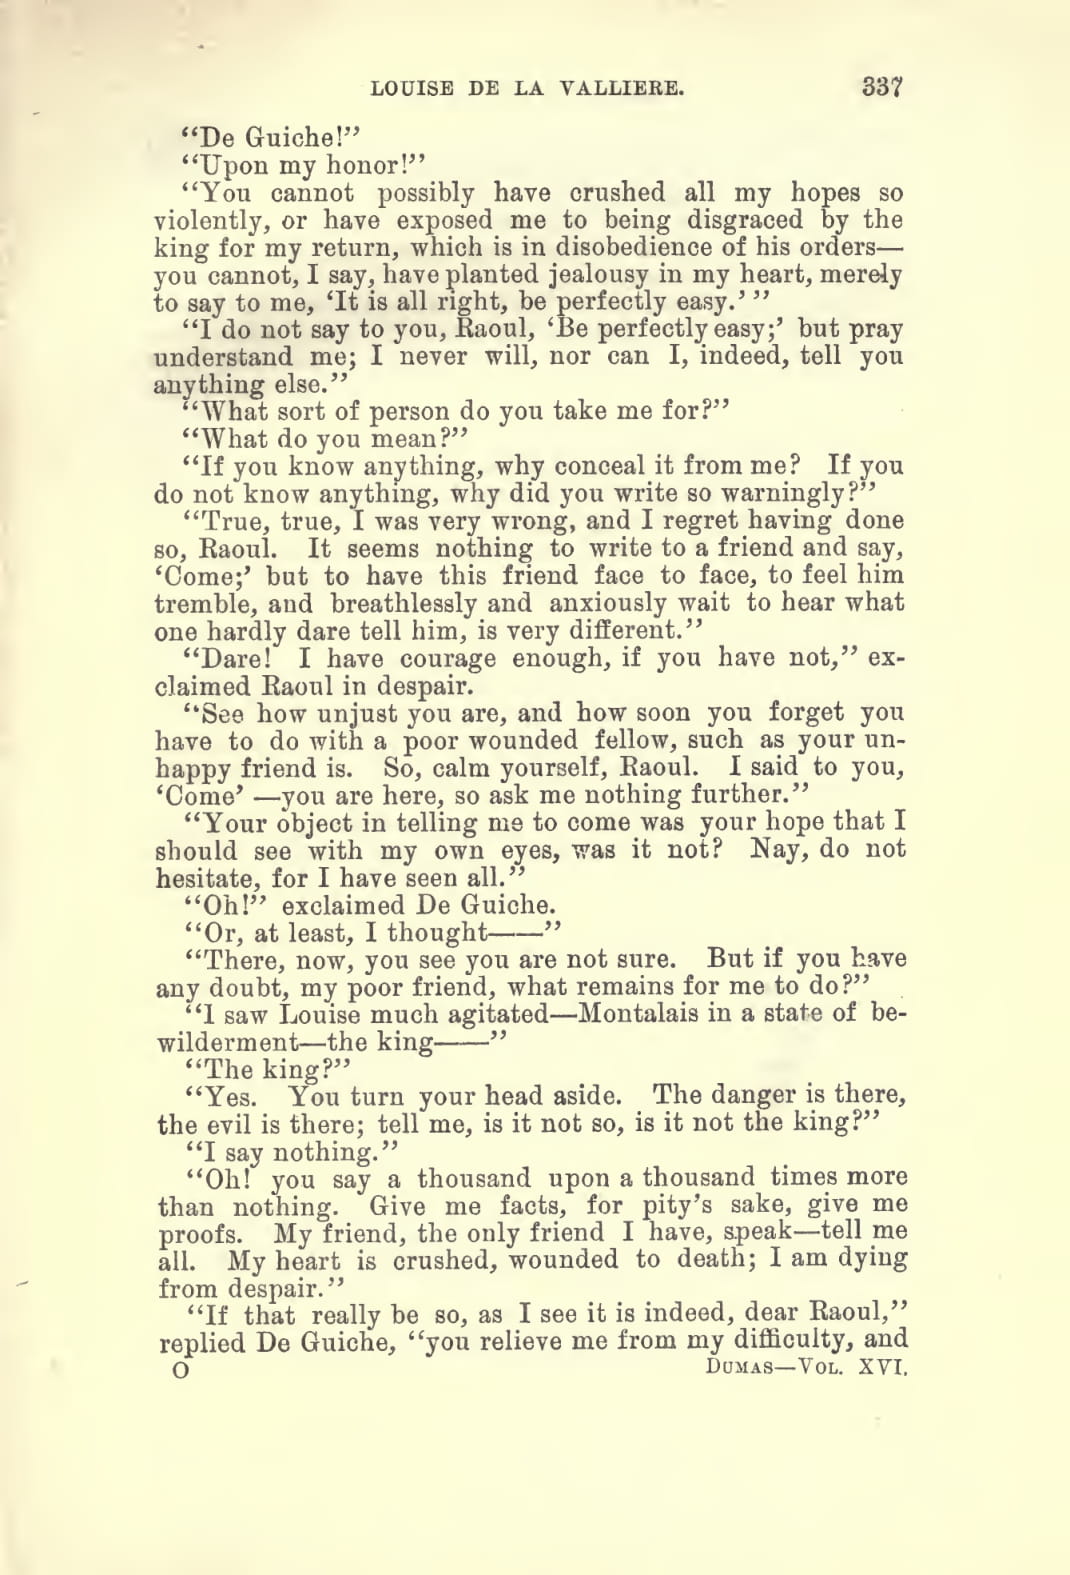 LOUISE DE LA VALLIERE. 337
“De Guiche!”
“Upon my honor!”
“You cannot possibly have crushed all my hopes so
violently, or have exposed me to being disgraced by the
king for my return, which is in disobedience of his orders—
you cannot, I say, have planted jealousy in my heart, merely
to say to me, ‘It is all right, be perfectly easy.’ ”
“I do not say to you, Raoul, ‘Be perfectly easy;’ but pray
understand me; I never will, nor can I, indeed, tell you
anything else.”
“What sort of person do you take me for?”
“What do you mean?”
“If you know anything, why conceal it from me? If you
do not know anything, why did you write so warningly?”
“True, true, I was very wrong, and I regret having done
so, Raoul. It seems nothing to write to a friend and say,
‘Come;’ but to have this friend face to face, to feel him
tremble, and breathlessly and anxiously wait to hear what
one hardly dare tell him, is very different.”
“Dare! I have courage enough, if you have not,” ex-
claimed Raoul in despair.
“See how unjust you are, and how soon you forget you
have to do with a poor wounded fellow, such as your un-
happy friend is. So, calm yourself, Raoul. I said to you,
‘Come’ —you are here, so ask me nothing further.”
“Your object in telling me to come was your hope that I
should see with my own eyes, was it not? Nay, do not
hesitate, for I have seen all.”
“Oh!” exclaimed De Guiche.
“Or, at least, I thought——”
“There, now, you see you are not sure. But if you have
any doubt, my poor friend, what remains for me to do?”
“I saw Louise much agitated—Montalais in a state of be-
wilderment—the king——”
“The king?”
“Yes. You turn your head aside. The danger is there,
the evil is there; tell me, is it not so, is it not the king?”
“I say nothing.”
“Oh! you say a thousand upon a thousand times more
than nothing. Give me facts, for pity’s sake, give me
proofs. My friend, the only friend I have, speak—tell me
all. My heart is crushed, wounded to death; I am dying
from despair.”
“If that really be so, as I see it is indeed, dear Raoul,”
replied De Guiche, “you relieve me from my difficulty, and
O DUMAS—VOL. XVI.